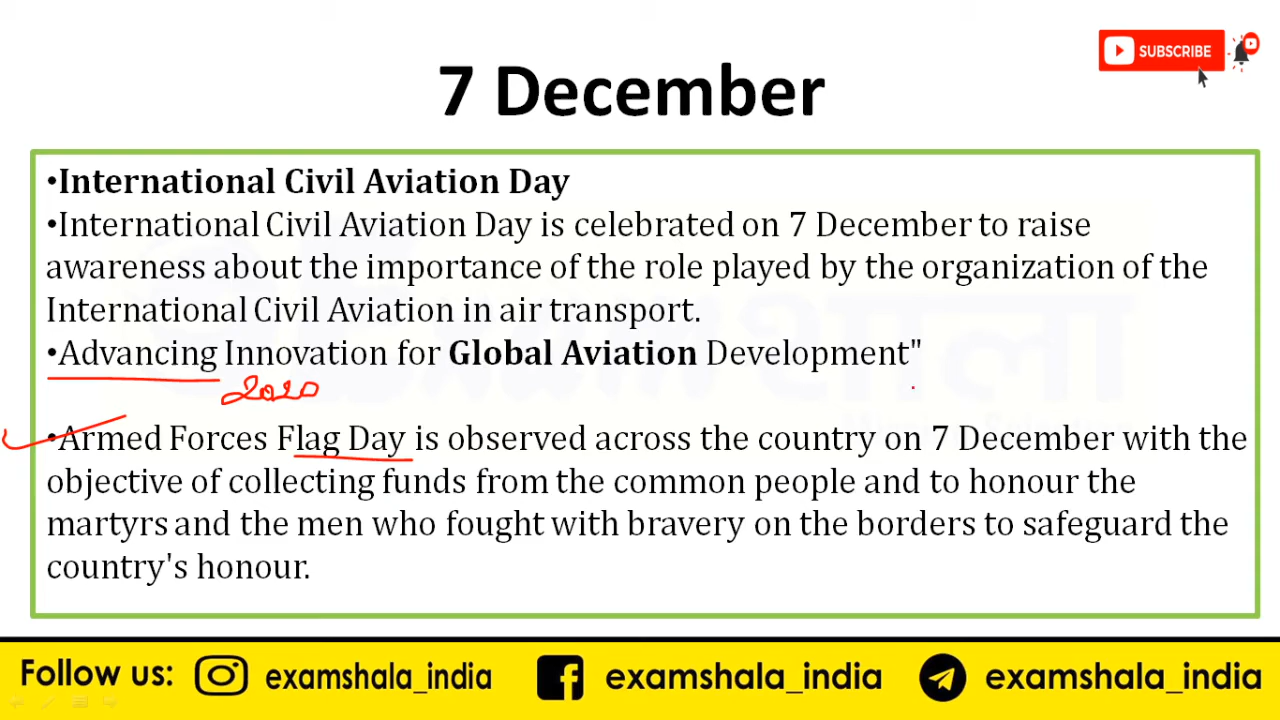 SUBSCRIBE
7 December
•International Civil Aviation Day
•International Civil Aviation Day is celebrated on 7 December to raise
awareness about the importance of the role played by the organization of the
International Civil Aviation in air transport.
•Advancing Innovation for Global Aviation Development"
2020
•Armed Forces Flag Day is observed across the country on 7 December with the
objective of collecting funds from the common people and to honour the
martyrs and the men who fought with bravery on the borders to safeguard the
country's honour.
Follow us: examshala_india examshala_india examshala_india